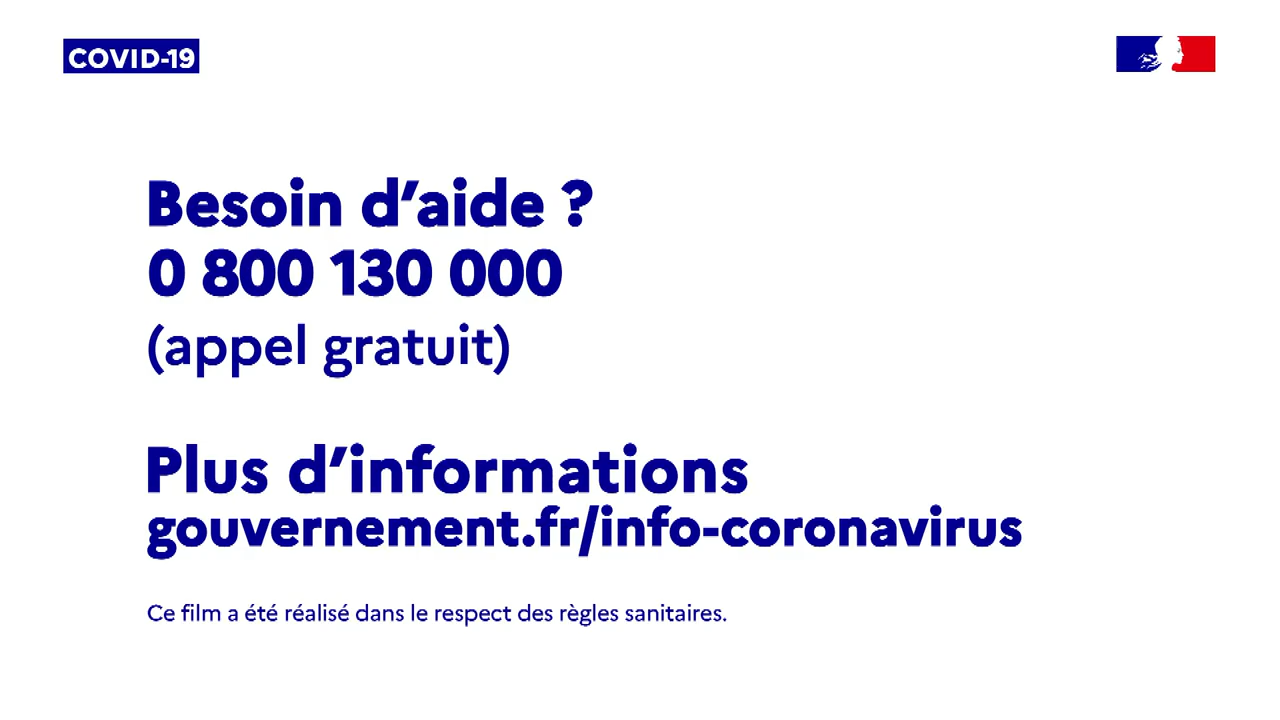 COVID-19
Besoin d’aide ?
0 800 130 000
(appel gratuit)
Plus d’informations
gouvernement.fr/info-coronavirus
Ce film a été réalisé dans le respect des règles sanitaires.